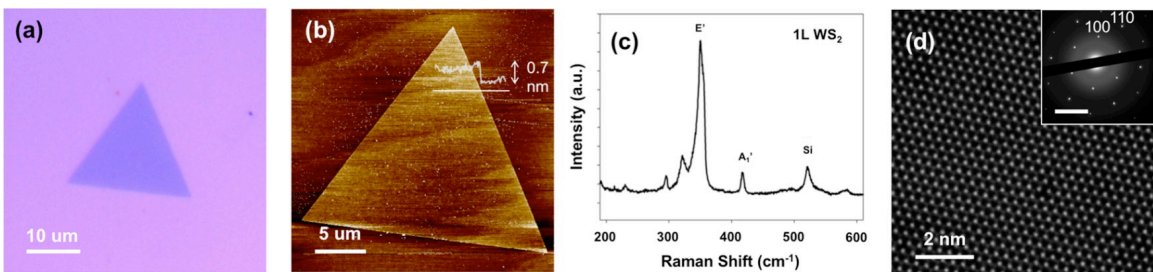 (a)
10 um
(b)
0.7
nm
5 um
(c)
1L WS₂
E'
A₁'
Si
Intensity (a.u.)
200 300 400 500 600
Raman Shift (cm⁻¹)
(d)
100 110
2 nm